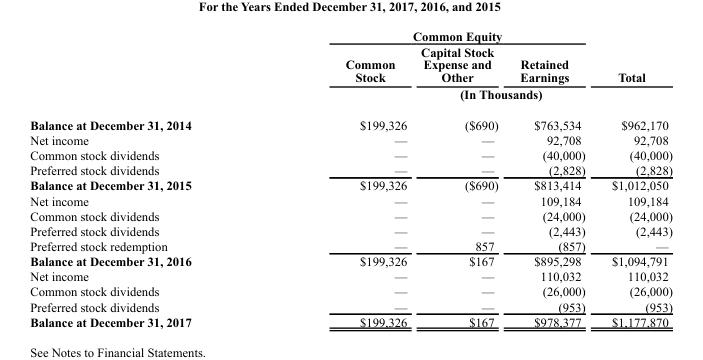 For the Years Ended December 31, 2017, 2016, and 2015
Common Equity
Common Stock Capital Stock Expense and Other Retained Earnings Total
(In Thousands)
Balance at December 31, 2014 $199,326 ($690) $763,534 $962,170
Net income — — 92,708 92,708
Common stock dividends — — (40,000) (40,000)
Preferred stock dividends — — (2,828) (2,828)
Balance at December 31, 2015 $199,326 ($690) $813,414 $1,012,050
Net income — — 109,184 109,184
Common stock dividends — — (24,000) (24,000)
Preferred stock dividends — — (2,443) (2,443)
Preferred stock redemption — 857 (857) —
Balance at December 31, 2016 $199,326 $167 $895,298 $1,094,791
Net income — — 110,032 110,032
Common stock dividends — — (26,000) (26,000)
Preferred stock dividends — — (953) (953)
Balance at December 31, 2017 $199,326 $167 $978,377 $1,177,870
See Notes to Financial Statements.